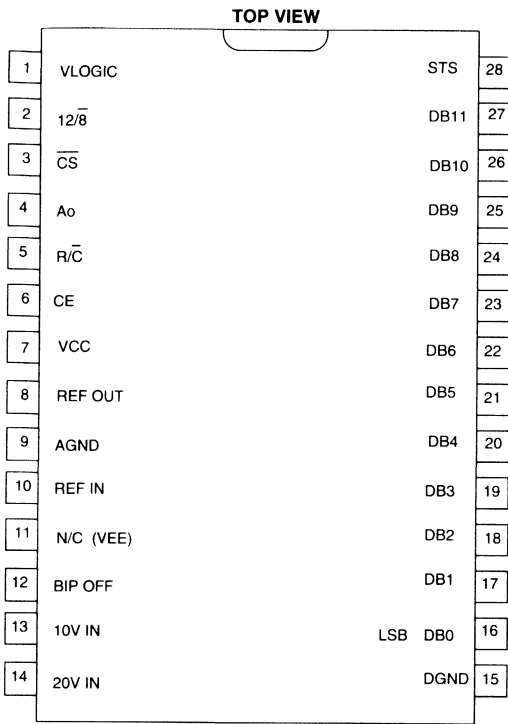 TOP VIEW
1 VLOGIC STS 28
2 12/8̅ DB11 27
3 C̅S̅ DB10 26
4 Ao DB9 25
5 R/C̅ DB8 24
6 CE DB7 23
7 VCC DB6 22
8 REF OUT DB5 21
9 AGND DB4 20
10 REF IN DB3 19
11 N/C (VEE) DB2 18
12 BIP OFF DB1 17
13 10V IN LSB DB0 16
14 20V IN DGND 15